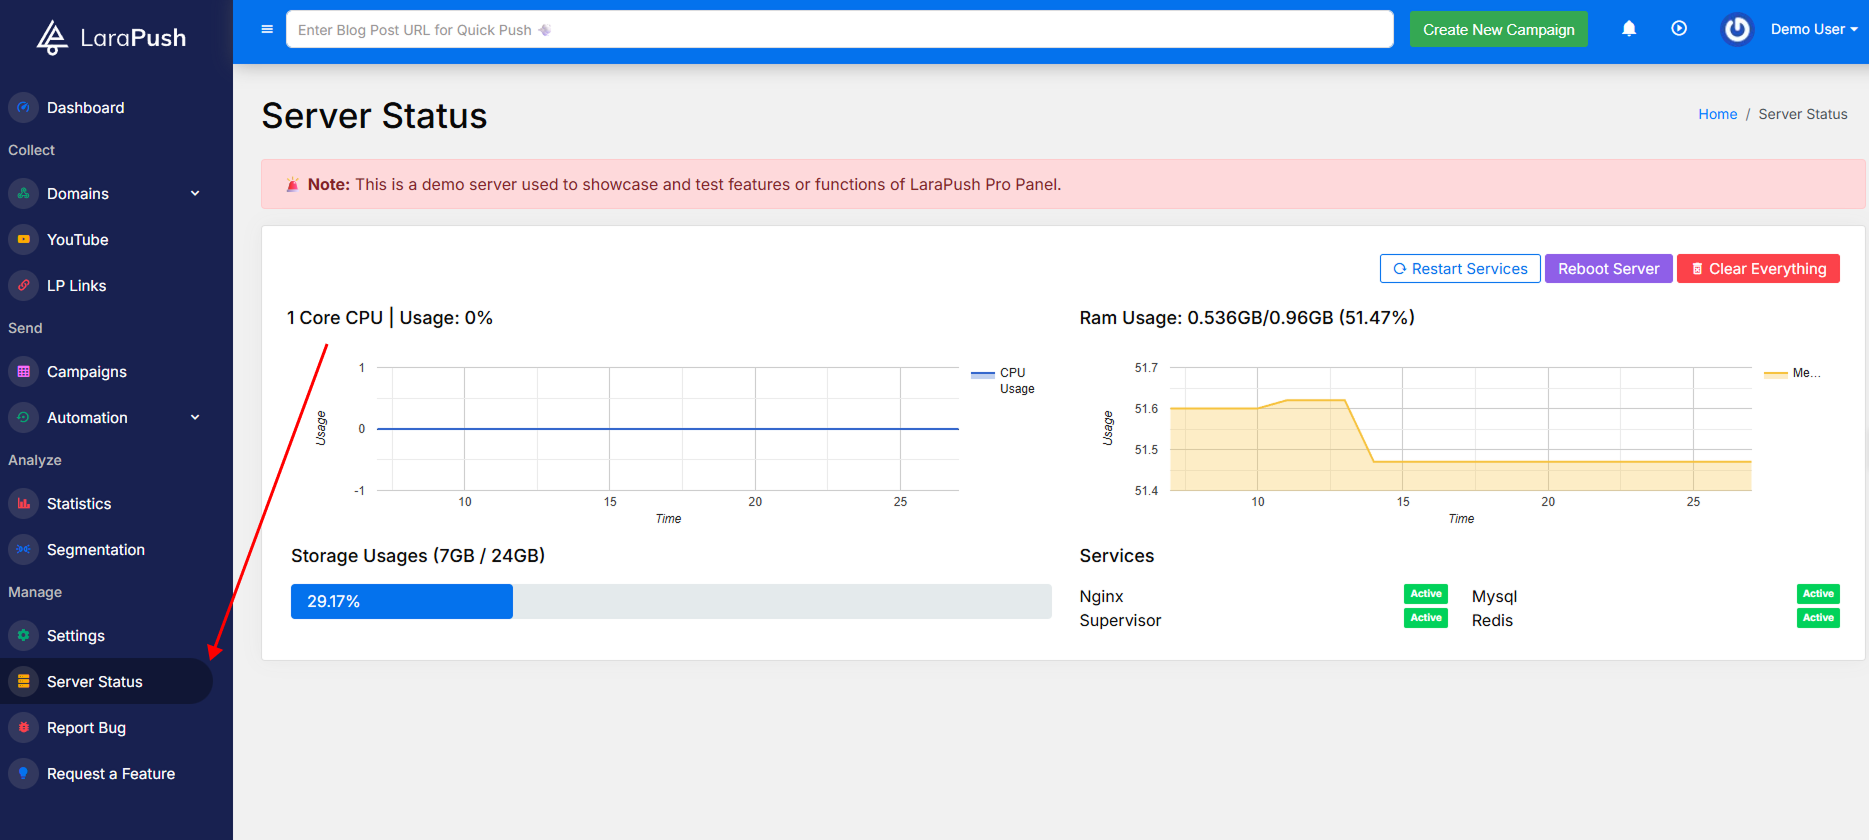 LaraPush
Enter Blog Post URL for Quick Push
Create New Campaign
Demo User
Dashboard
Collect
Domains
YouTube
LP Links
Send
Campaigns
Automation
Analyze
Statistics
Segmentation
Manage
Settings
Server Status
Report Bug
Request a Feature
Server Status
Home / Server Status
Note: This is a demo server used to showcase and test features or functions of LaraPush Pro Panel.
Restart Services
Reboot Server
Clear Everything
1 Core CPU | Usage: 0%
1
0
-1
Usage
10
15
20
25
Time
CPU
Usage
Ram Usage: 0.536GB/0.96GB (51.47%)
51.7
51.6
51.5
51.4
Usage
10
15
20
25
Time
Me...
Storage Usages (7GB / 24GB)
29.17%
Services
Nginx Active
Mysql Active
Supervisor Active
Redis Active